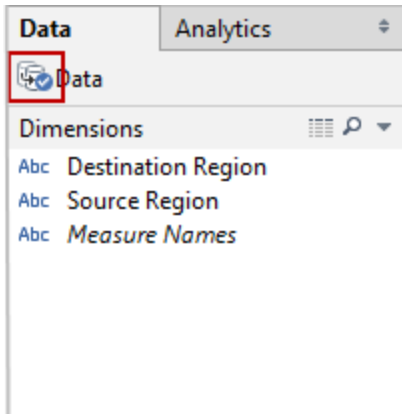 Data Analytics
Data
Dimensions
Abc Destination Region
Abc Source Region
Abc Measure Names